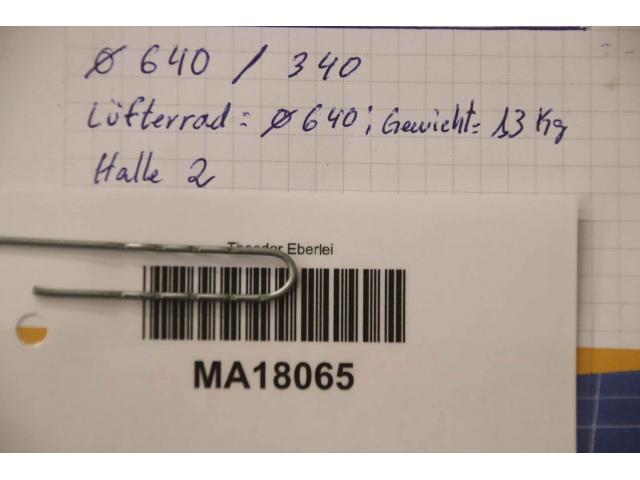 ø 640 / 340
Lüfterrad = ø 640; Gewicht = 13 Kg
Halle 2
Theodor Eberlei
MA18065